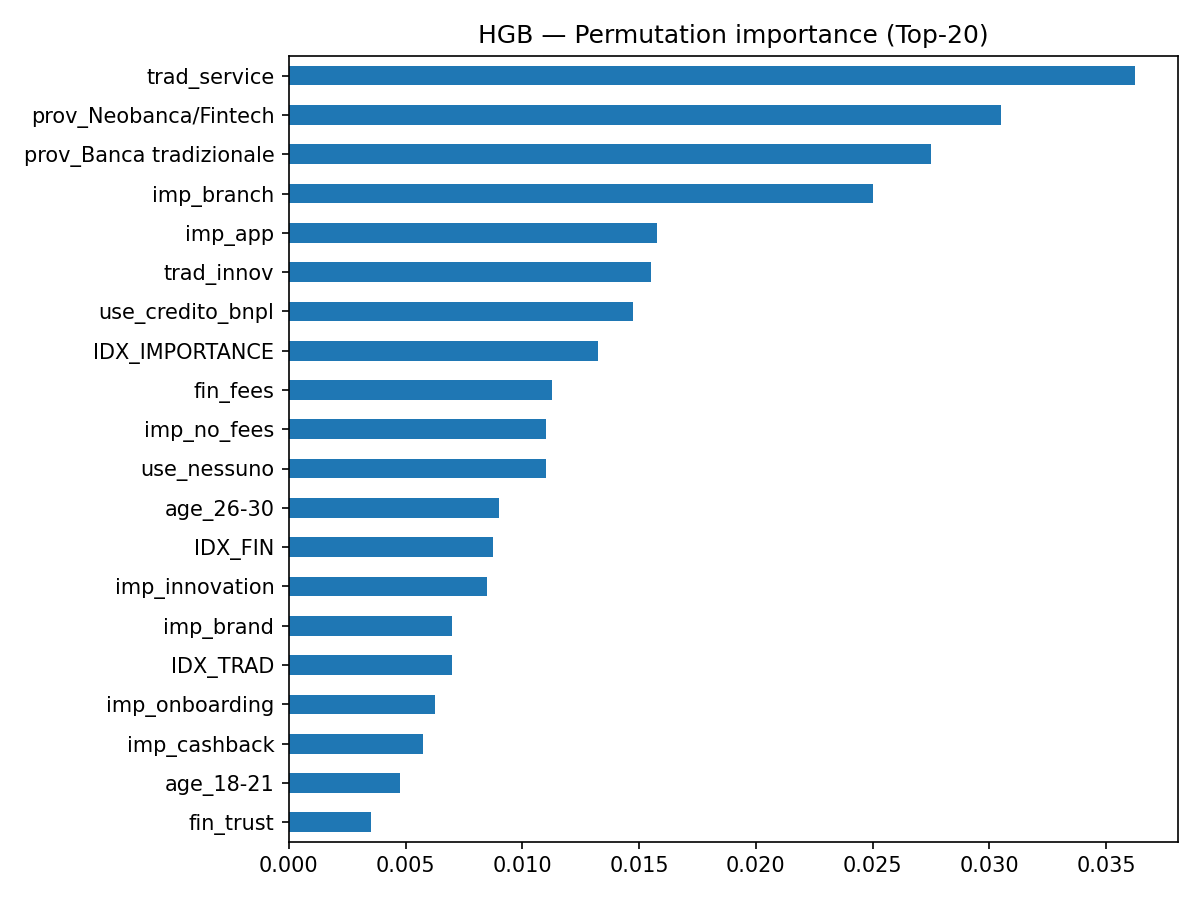 HGB — Permutation importance (Top-20)
trad_service
prov_Neobanca/Fintech
prov_Banca tradizionale
imp_branch
imp_app
trad_innov
use_credito_bnpl
IDX_IMPORTANCE
fin_fees
imp_no_fees
use_nessuno
age_26-30
IDX_FIN
imp_innovation
imp_brand
IDX_TRAD
imp_onboarding
imp_cashback
age_18-21
fin_trust
0.000 0.005 0.010 0.015 0.020 0.025 0.030 0.035